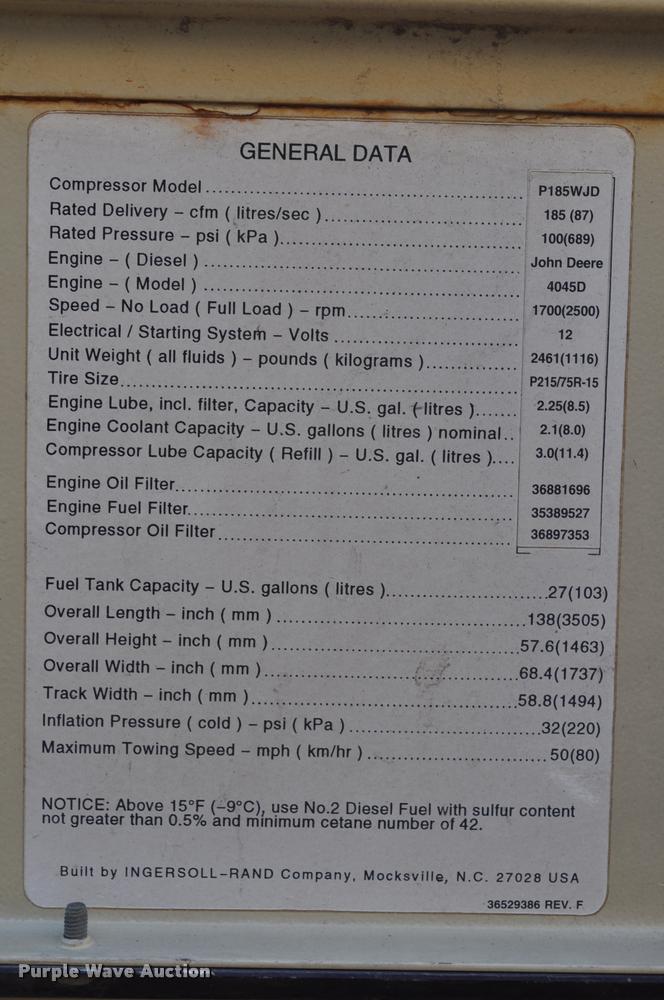 GENERAL DATA
Compressor Model .......... P185WJD
Rated Delivery – cfm ( litres/sec ) .......... 185 (87)
Rated Pressure – psi ( kPa ).......... 100(689)
Engine – ( Diesel ) .......... John Deere
Engine – ( Model ) .......... 4045D
Speed – No Load ( Full Load ) – rpm.......... 1700(2500)
Electrical / Starting System – Volts .......... 12
Unit Weight ( all fluids ) – pounds ( kilograms ).......... 2461(1116)
Tire Size.......... P215/75R-15
Engine Lube, incl. filter, Capacity – U.S. gal. ( litres )....... 2.25(8.5)
Engine Coolant Capacity – U.S. gallons ( litres ) nominal.. 2.1(8.0)
Compressor Lube Capacity ( Refill ) – U.S. gal. ( litres ).... 3.0(11.4)
Engine Oil Filter.......... 36881696
Engine Fuel Filter.......... 35389527
Compressor Oil Filter .......... 36897353
Fuel Tank Capacity – U.S. gallons ( litres ).......... 27(103)
Overall Length – inch ( mm ) .......... 138(3505)
Overall Height – inch ( mm ) .......... 57.6(1463)
Overall Width – inch ( mm ) .......... 68.4(1737)
Track Width – inch ( mm ) .......... 58.8(1494)
Inflation Pressure ( cold ) – psi ( kPa ) .......... 32(220)
Maximum Towing Speed – mph ( km/hr ) .......... 50(80)
NOTICE: Above 15°F (–9°C), use No.2 Diesel Fuel with sulfur content
not greater than 0.5% and minimum cetane number of 42.
Built by INGERSOLL–RAND Company, Mocksville, N.C. 27028 USA
36529386 REV. F
Purple Wave Auction